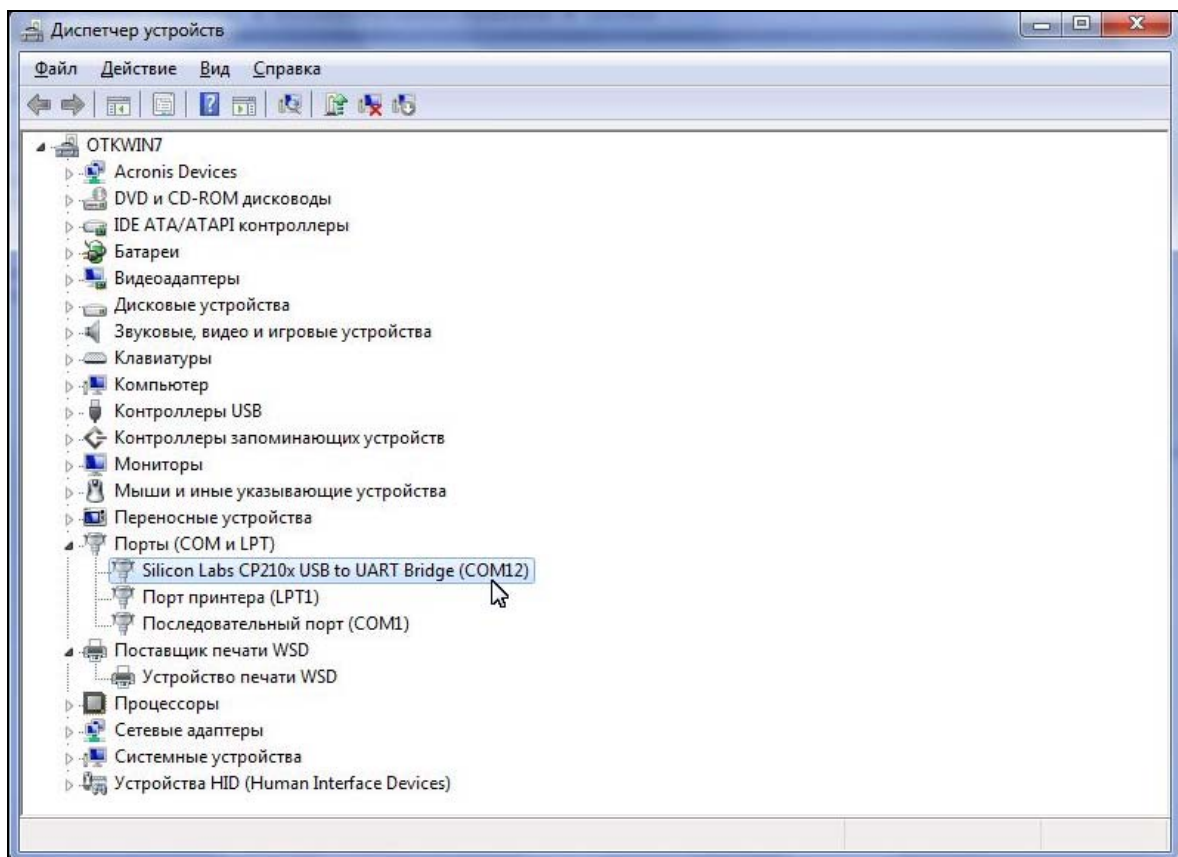 Диспетчер устройств
Файл Действие Вид Справка
OTKWIN7
Acronis Devices
DVD и CD-ROM дисководы
IDE ATA/ATAPI контроллеры
Батареи
Видеоадаптеры
Дисковые устройства
Звуковые, видео и игровые устройства
Клавиатуры
Компьютер
Контроллеры USB
Контроллеры запоминающих устройств
Мониторы
Мыши и иные указывающие устройства
Переносные устройства
Порты (COM и LPT)
Silicon Labs CP210x USB to UART Bridge (COM12)
Порт принтера (LPT1)
Последовательный порт (COM1)
Поставщик печати WSD
Устройство печати WSD
Процессоры
Сетевые адаптеры
Системные устройства
Устройства HID (Human Interface Devices)